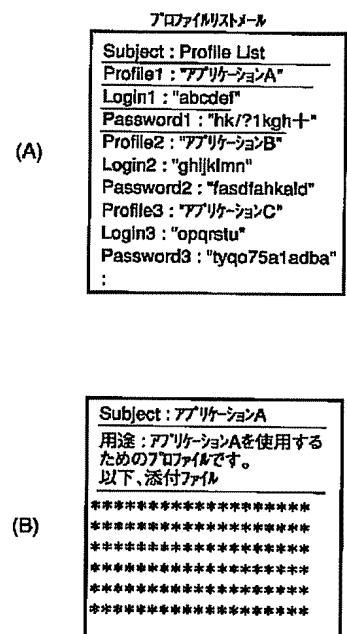 プロファイルリストメール
(A)
Subject : Profile List
Profile1 : "アプリケーションA"
Login1 : "abcdef"
Password1 : "hk/?1kgh+"
Profile2 : "アプリケーションB"
Login2 : "ghijklmn"
Password2 : "fasdfahkald"
Profile3 : "アプリケーションC"
Login3 : "opqrstu"
Password3 : "tyqo75a1adba"
:
(B)
Subject : アプリケーションA
用途 : アプリケーションAを使用する
ためのプロファイルです。
以下、添付ファイル
******************
******************
******************
******************
******************
******************